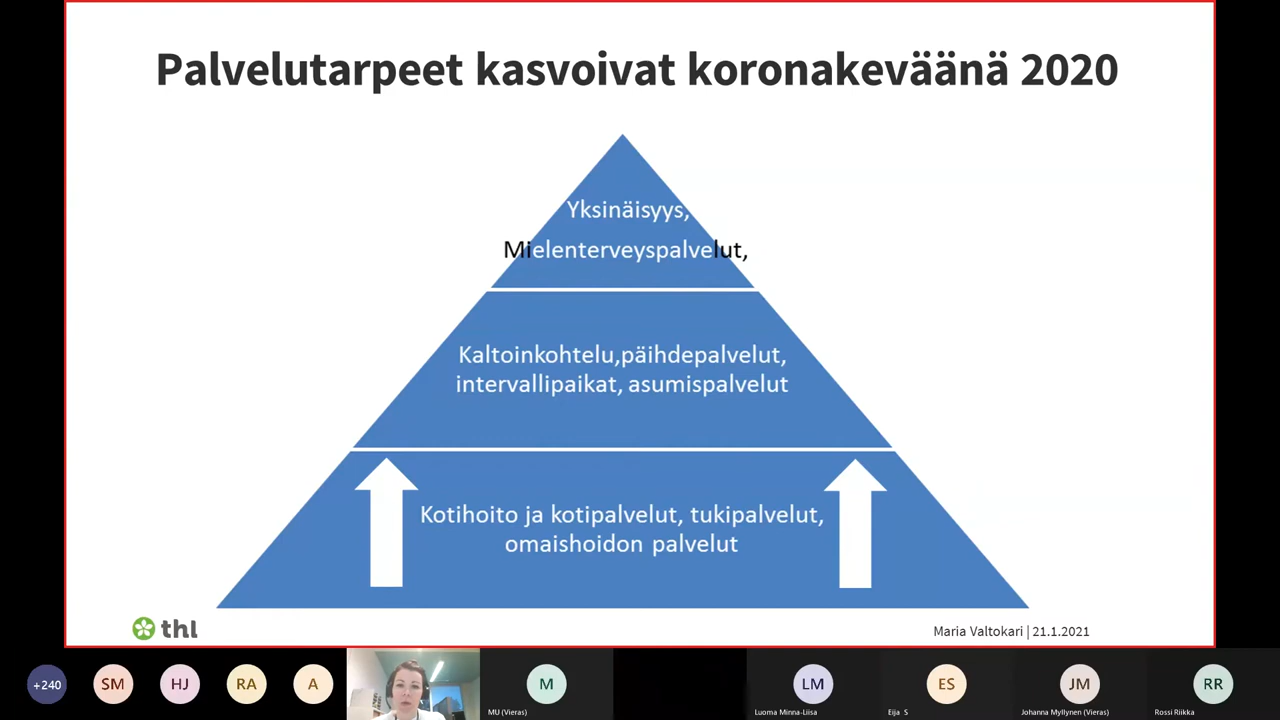 Palvelutarpeet kasvoivat koronakeväänä 2020
Yksinäisyys,
Mielenterveyspalvelut,
Kaltoinkohtelu,päihdepalvelut,
intervallipaikat, asumispalvelut
Kotihoito ja kotipalvelut, tukipalvelut,
omaishoidon palvelut
thl
Maria Valtokari | 21.1.2021
+240
SM
HJ
RA
A
M
LM
ES
JM
RR
MU (Vieras)
Luoma Minna-Liisa
Eija S
Johanna Myllynen (Vieras)
Rossi Riikka